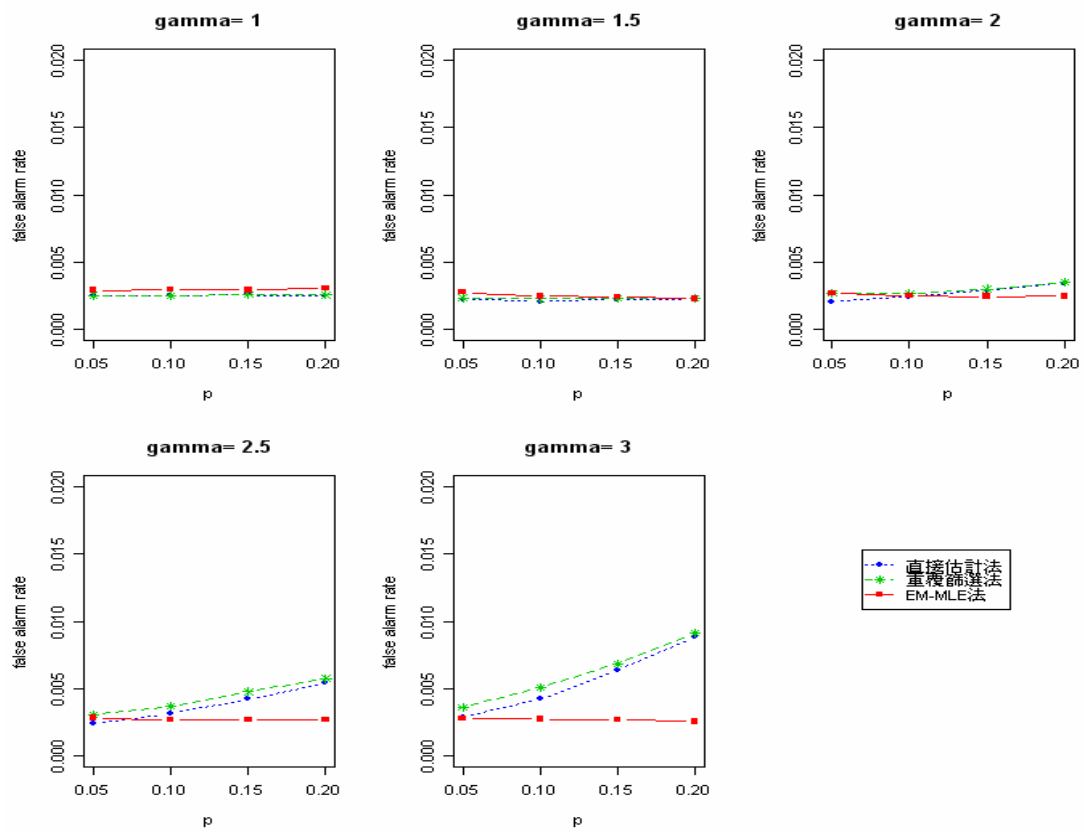 gamma= 1
false alarm rate
0.020
0.015
0.010
0.005
0.000
0.05 0.10 0.15 0.20
p
gamma= 1.5
false alarm rate
0.020
0.015
0.010
0.005
0.000
0.05 0.10 0.15 0.20
p
gamma= 2
false alarm rate
0.020
0.015
0.010
0.005
0.000
0.05 0.10 0.15 0.20
p
gamma= 2.5
false alarm rate
0.020
0.015
0.010
0.005
0.000
0.05 0.10 0.15 0.20
p
gamma= 3
false alarm rate
0.020
0.015
0.010
0.005
0.000
0.05 0.10 0.15 0.20
p
直接估計法
重覆篩選法
EM-MLE法